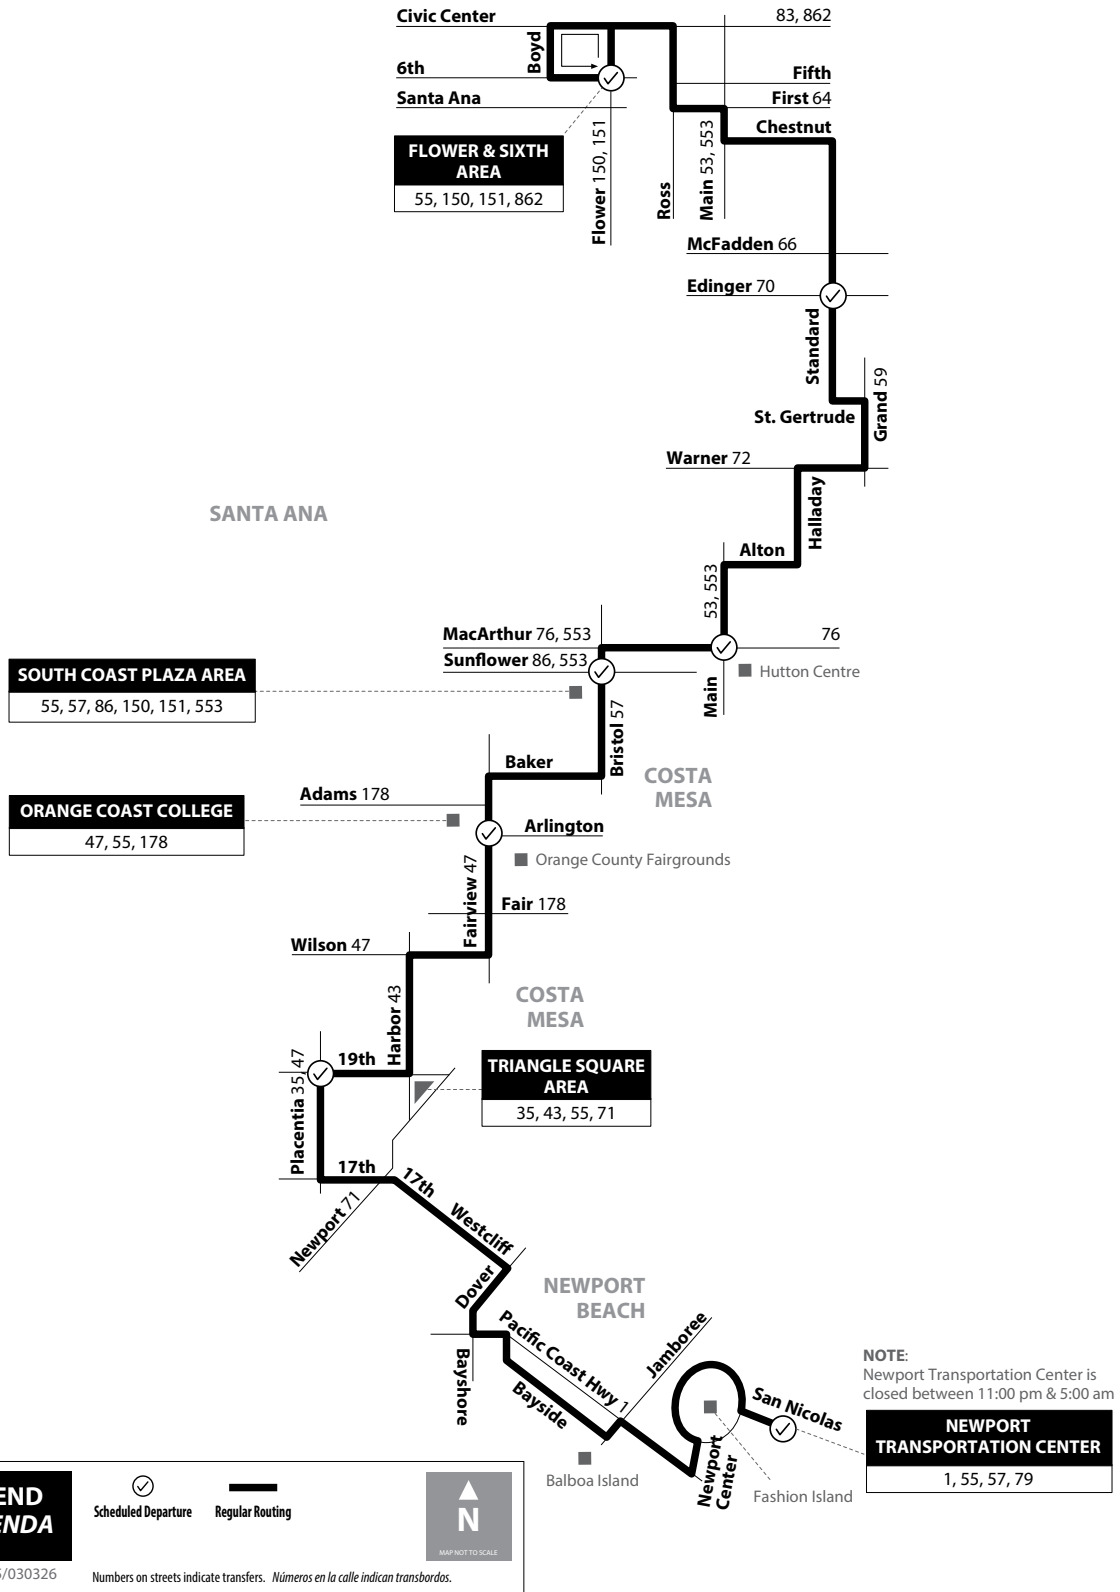 Civic Center
83, 862
Boyd
6th
Fifth
Santa Ana
First 64
Chestnut
FLOWER & SIXTH
AREA
55, 150, 151, 862
Flower 150, 151
Ross
Main 53, 553
McFadden 66
Edinger 70
Standard
Grand 59
St. Gertrude
Warner 72
Halladay
SANTA ANA
Alton
53, 553
MacArthur 76, 553
76
Sunflower 86, 553
Hutton Centre
Main
SOUTH COAST PLAZA AREA
55, 57, 86, 150, 151, 553
Bristol 57
Baker
COSTA
MESA
Adams 178
ORANGE COAST COLLEGE
47, 55, 178
Arlington
Orange County Fairgrounds
Fairview 47
Fair 178
Wilson 47
COSTA
MESA
Harbor 43
19th
Placentia 35, 47
TRIANGLE SQUARE
AREA
35, 43, 55, 71
17th
17th
Newport 71
Westcliff
Dover
NEWPORT
BEACH
Pacific Coast Hwy 1
Jamboree
Bayshore
Bayside
NOTE:
Newport Transportation Center is
closed between 11:00 pm & 5:00 am
San Nicolas
NEWPORT
TRANSPORTATION CENTER
1, 55, 57, 79
Newport
Center
Balboa Island
Fashion Island
END
ENDA
Scheduled Departure
Regular Routing
N
MAP NOT TO SCALE
/030326
Numbers on streets indicate transfers. Números en la calle indican transbordos.